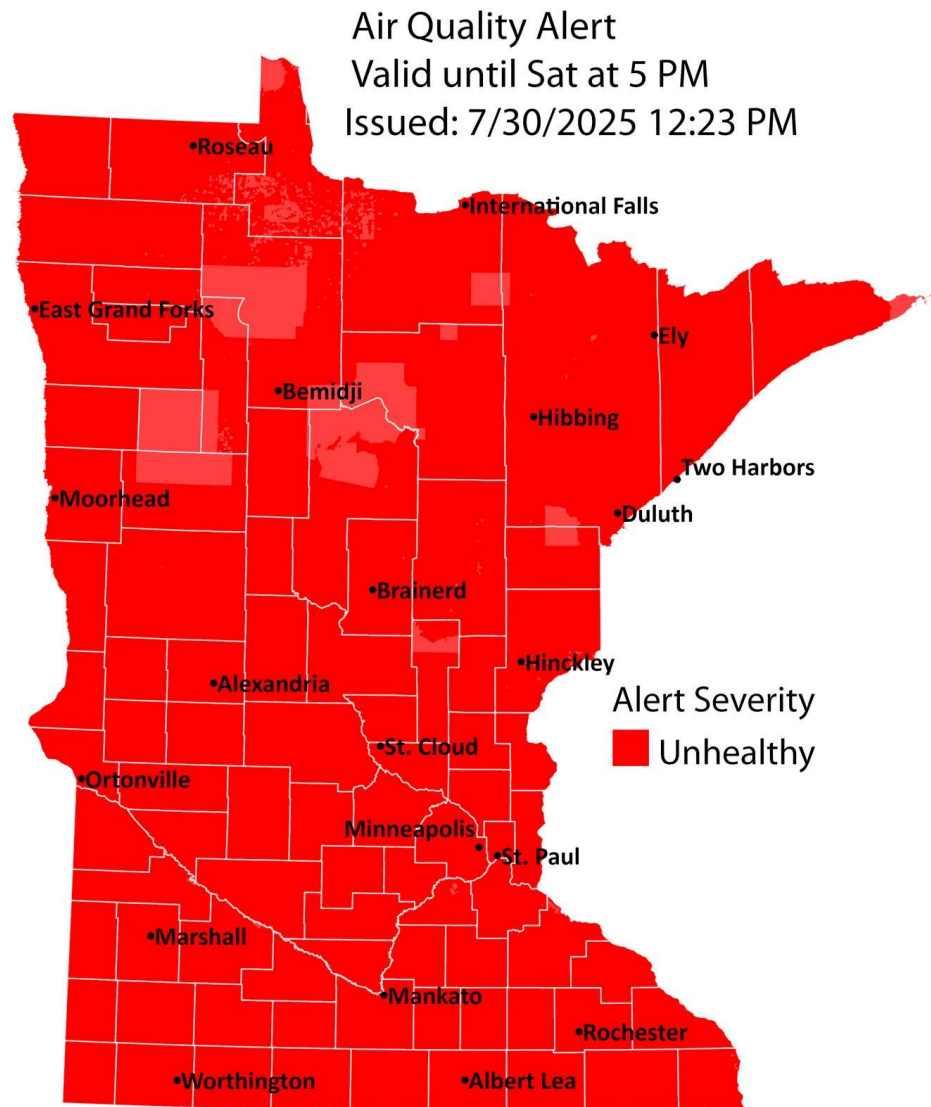 Air Quality Alert
Valid until Sat at 5 PM
Issued: 7/30/2025 12:23 PM
Roseau
International Falls
East Grand Forks
Ely
Bemidji
Hibbing
Two Harbors
Moorhead
Duluth
Brainerd
Hinckley
Alexandria
Alert Severity
Unhealthy
St. Cloud
Ortonville
Minneapolis
St. Paul
Marshall
Mankato
Rochester
Worthington
Albert Lea